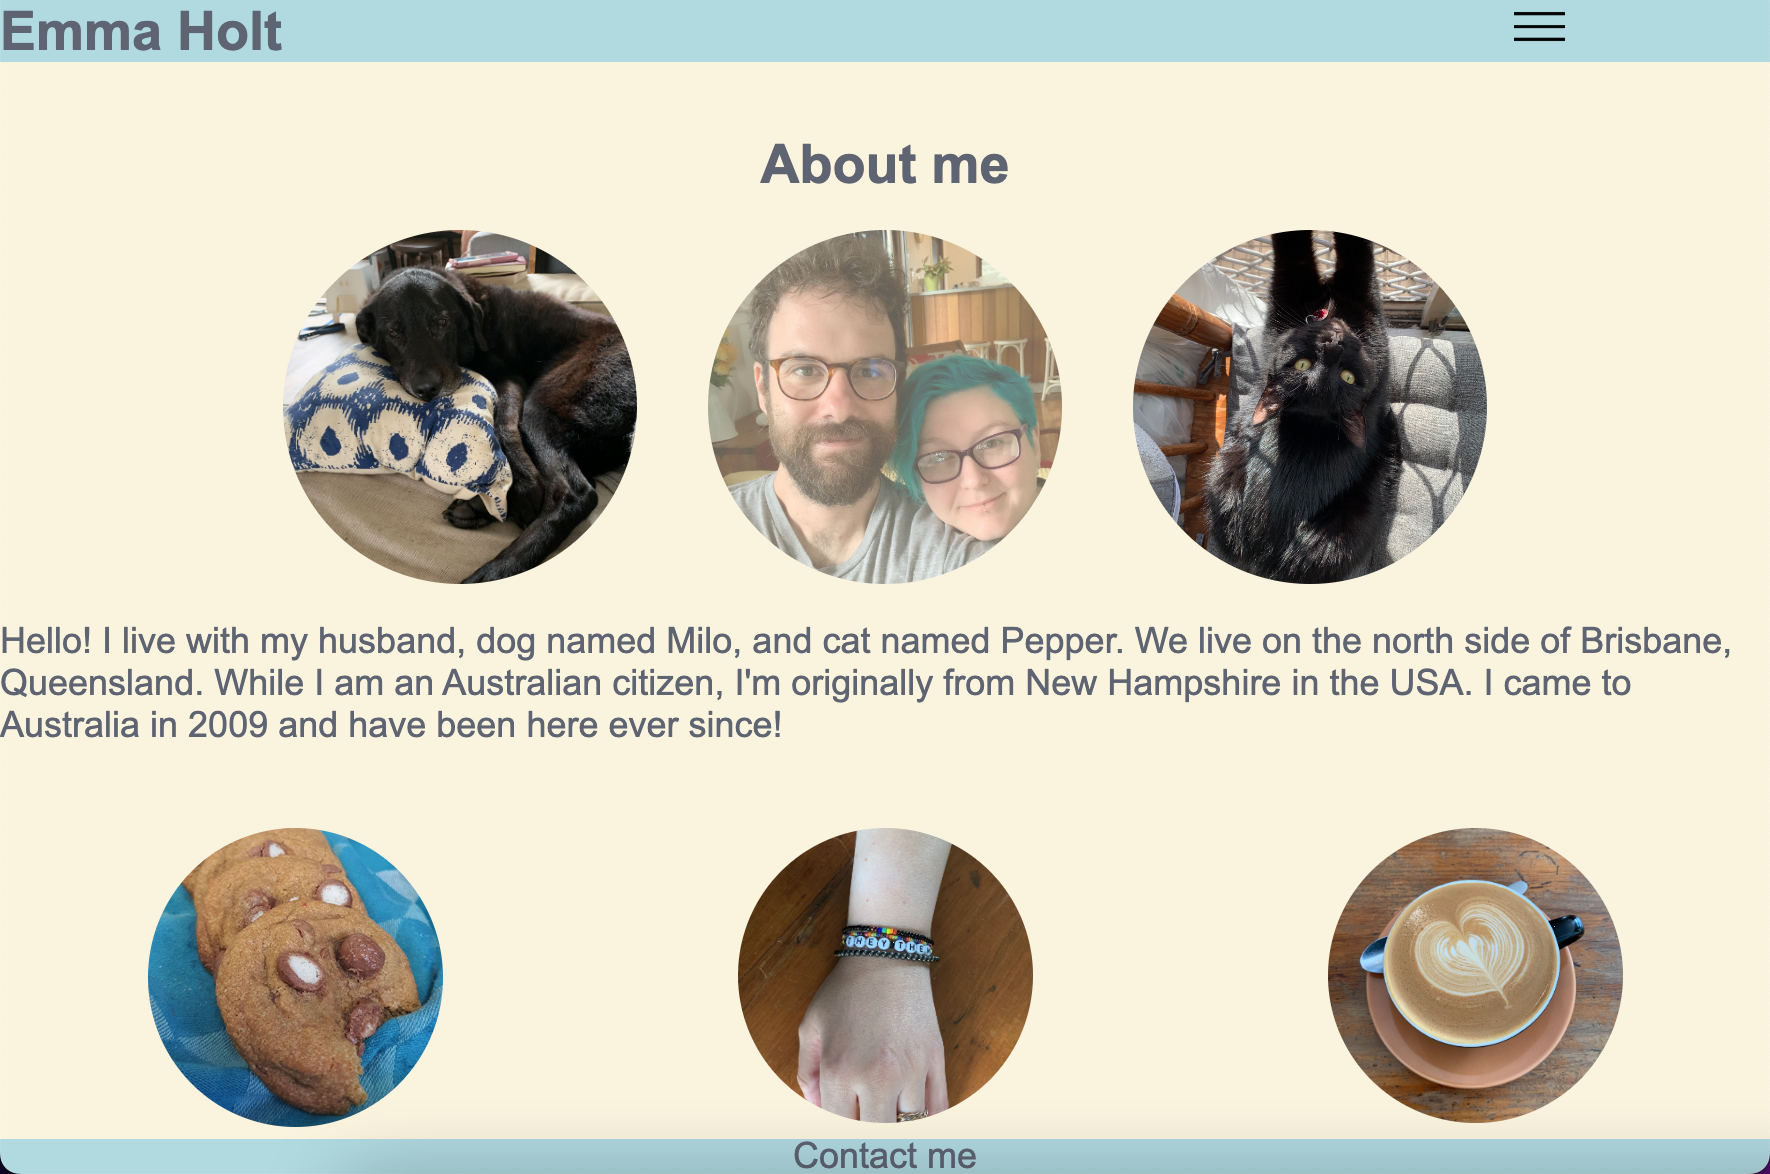 Emma Holt
About me
Hello! I live with my husband, dog named Milo, and cat named Pepper. We live on the north side of Brisbane,
Queensland. While I am an Australian citizen, I'm originally from New Hampshire in the USA. I came to
Australia in 2009 and have been here ever since!
THEY THEM
Contact me